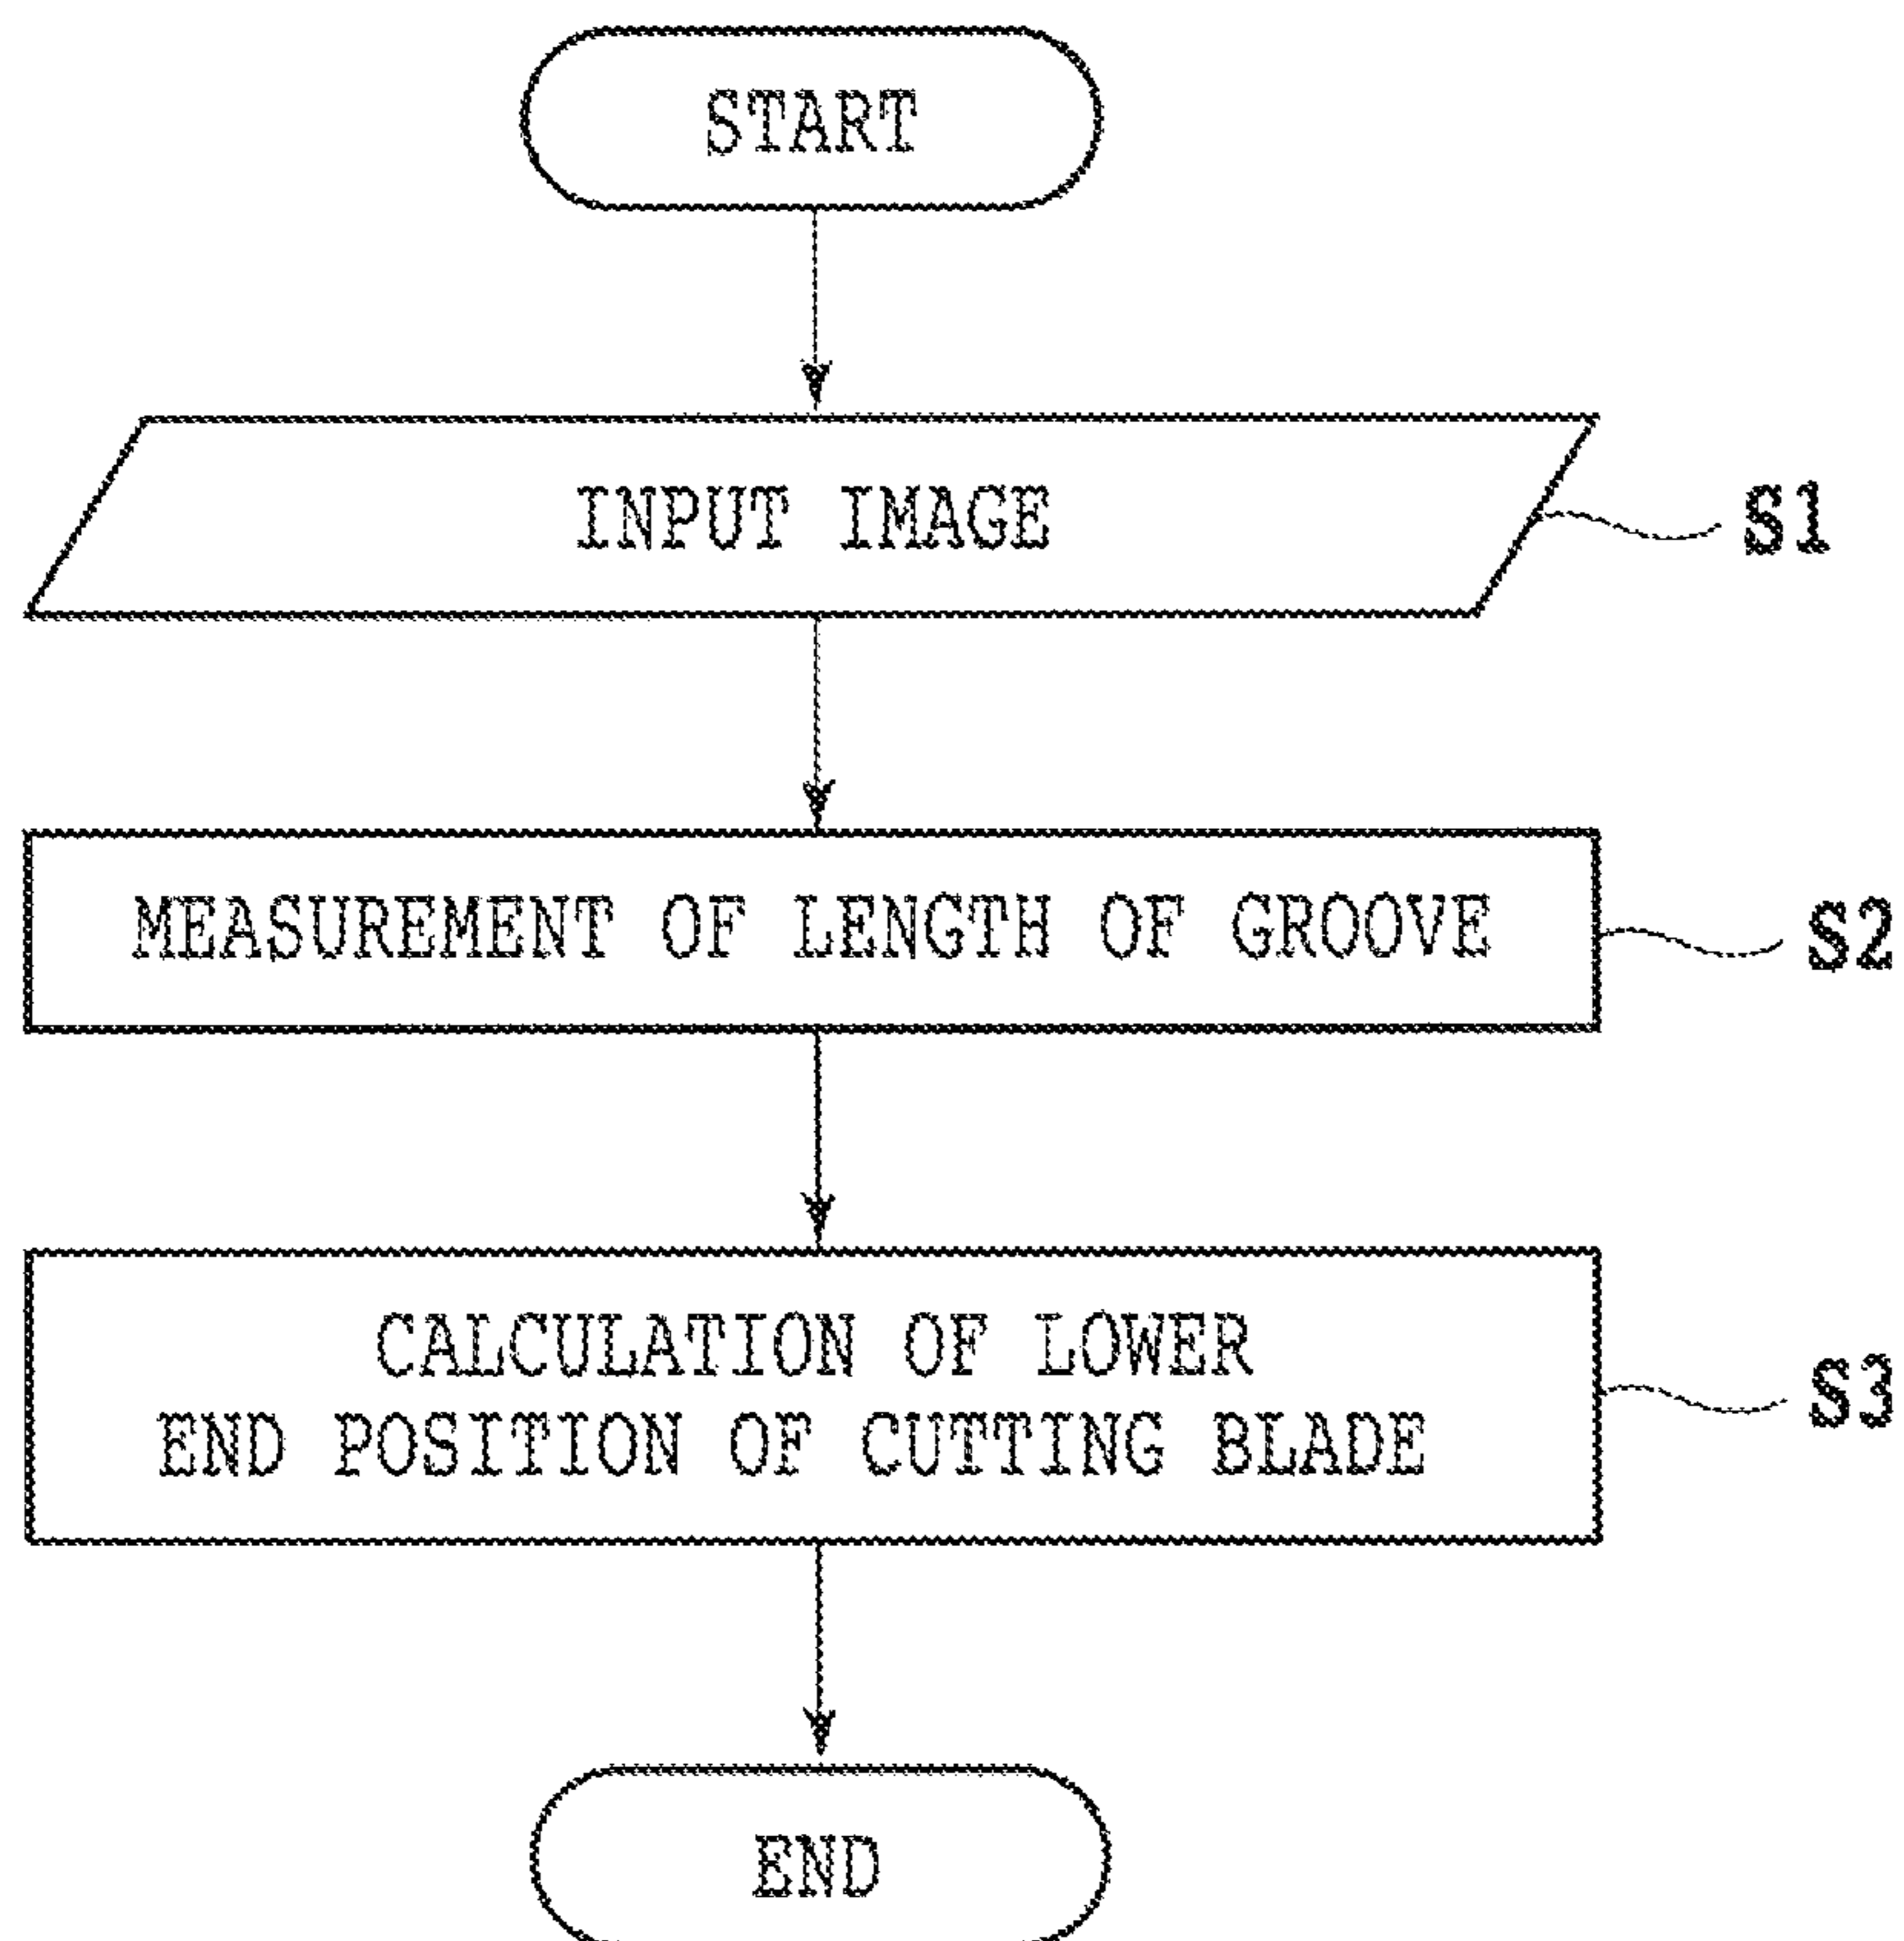 START
INPUT IMAGE
S1
MEASUREMENT OF LENGTH OF GROOVE
S2
CALCULATION OF LOWER
END POSITION OF CUTTING BLADE
S3
END